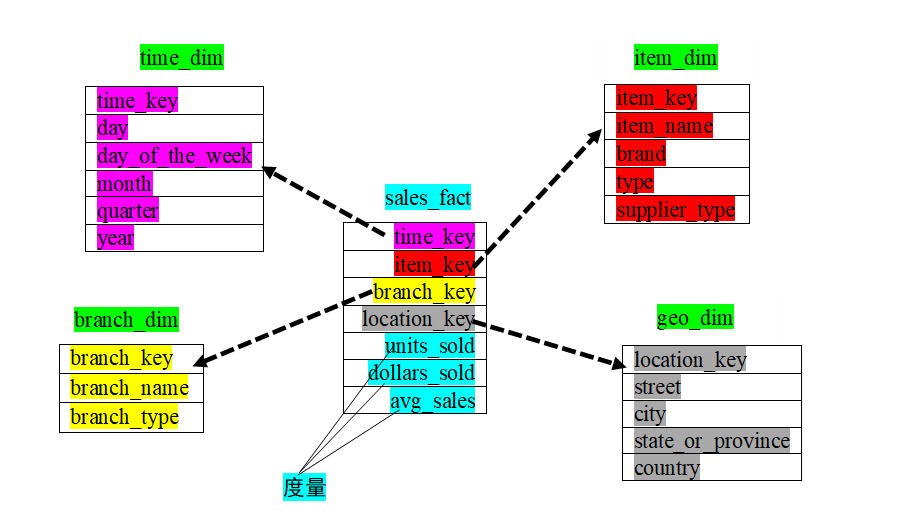 time_dim
time_key
day
day_of_the_week
month
quarter
year
item_dim
item_key
item_name
brand
type
supplier_type
sales_fact
time_key
item_key
branch_key
location_key
units_sold
dollars_sold
avg_sales
branch_dim
branch_key
branch_name
branch_type
geo_dim
location_key
street
city
state_or_province
country
度量